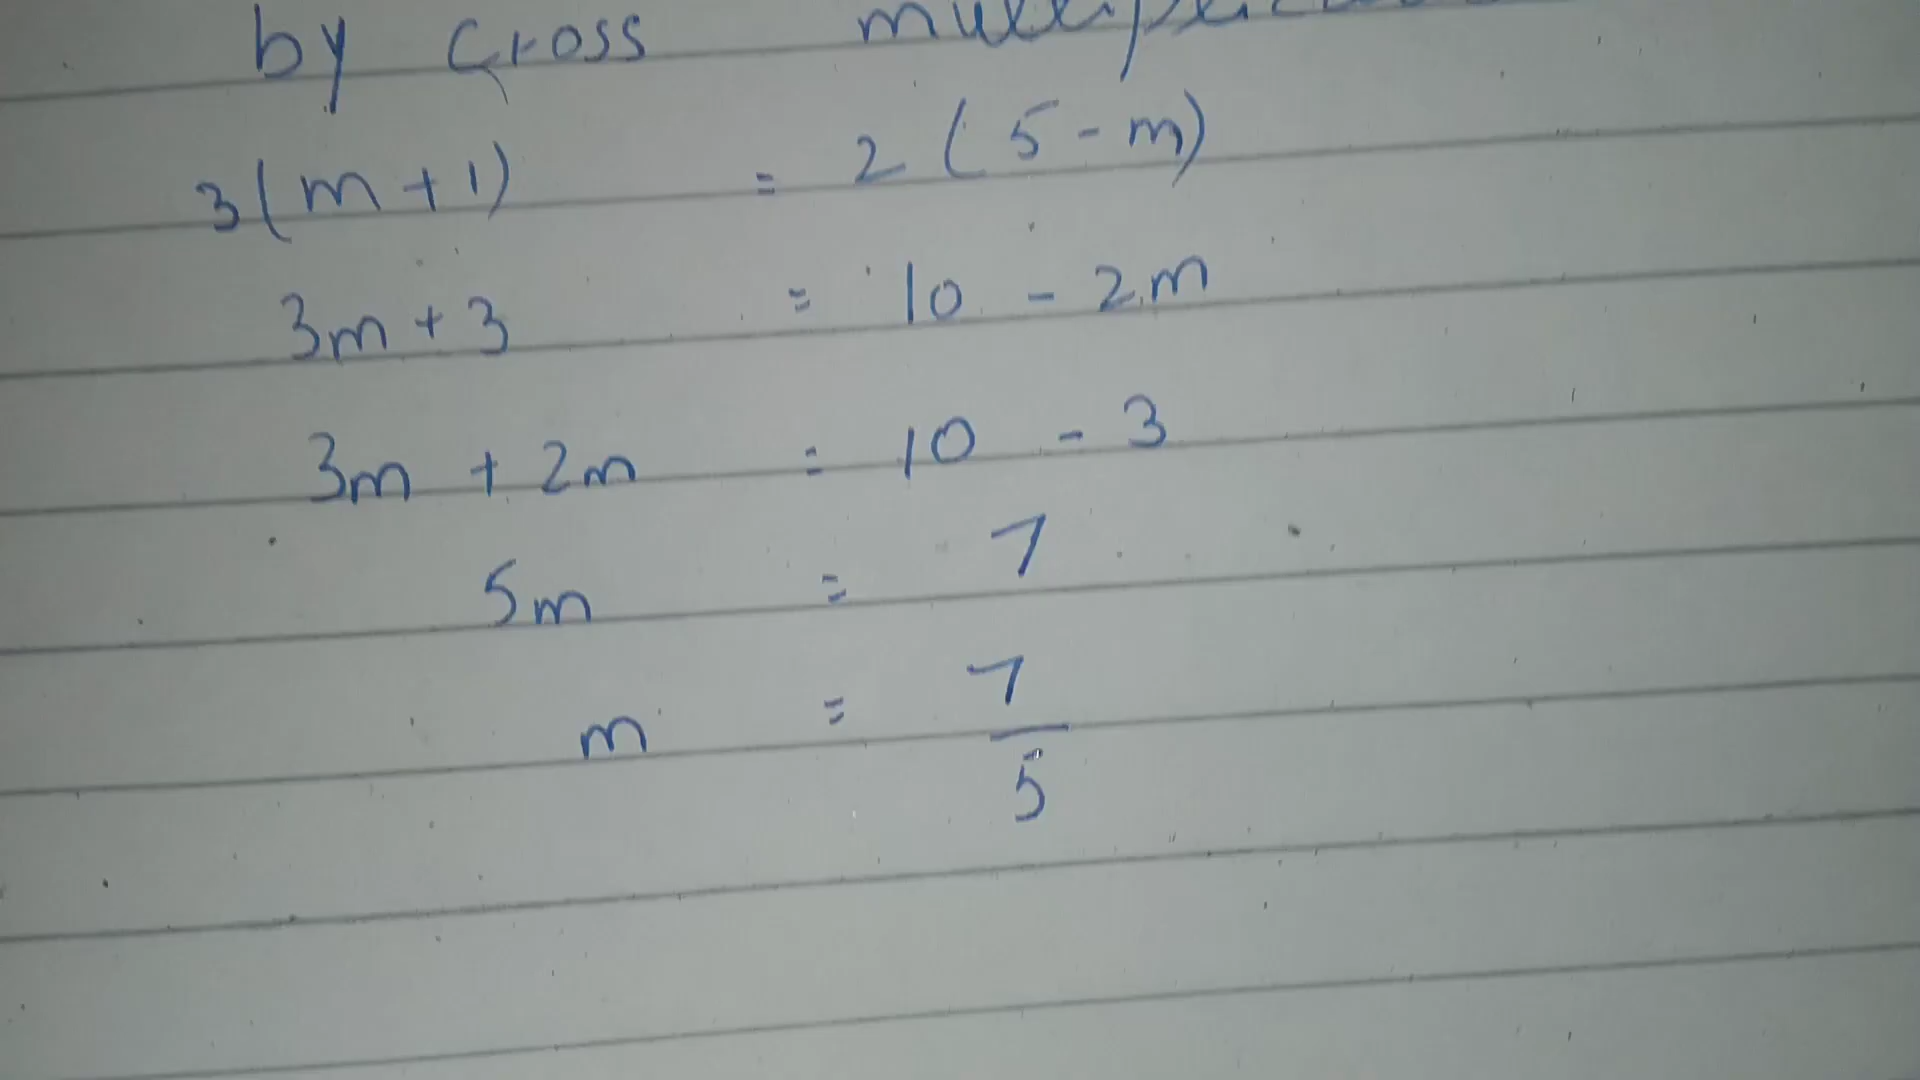 by cross
3(m+1) = 2(5-m)
3m+3 = 10 - 2m
3m + 2m = 10 - 3
5m = 7
m = 7/5